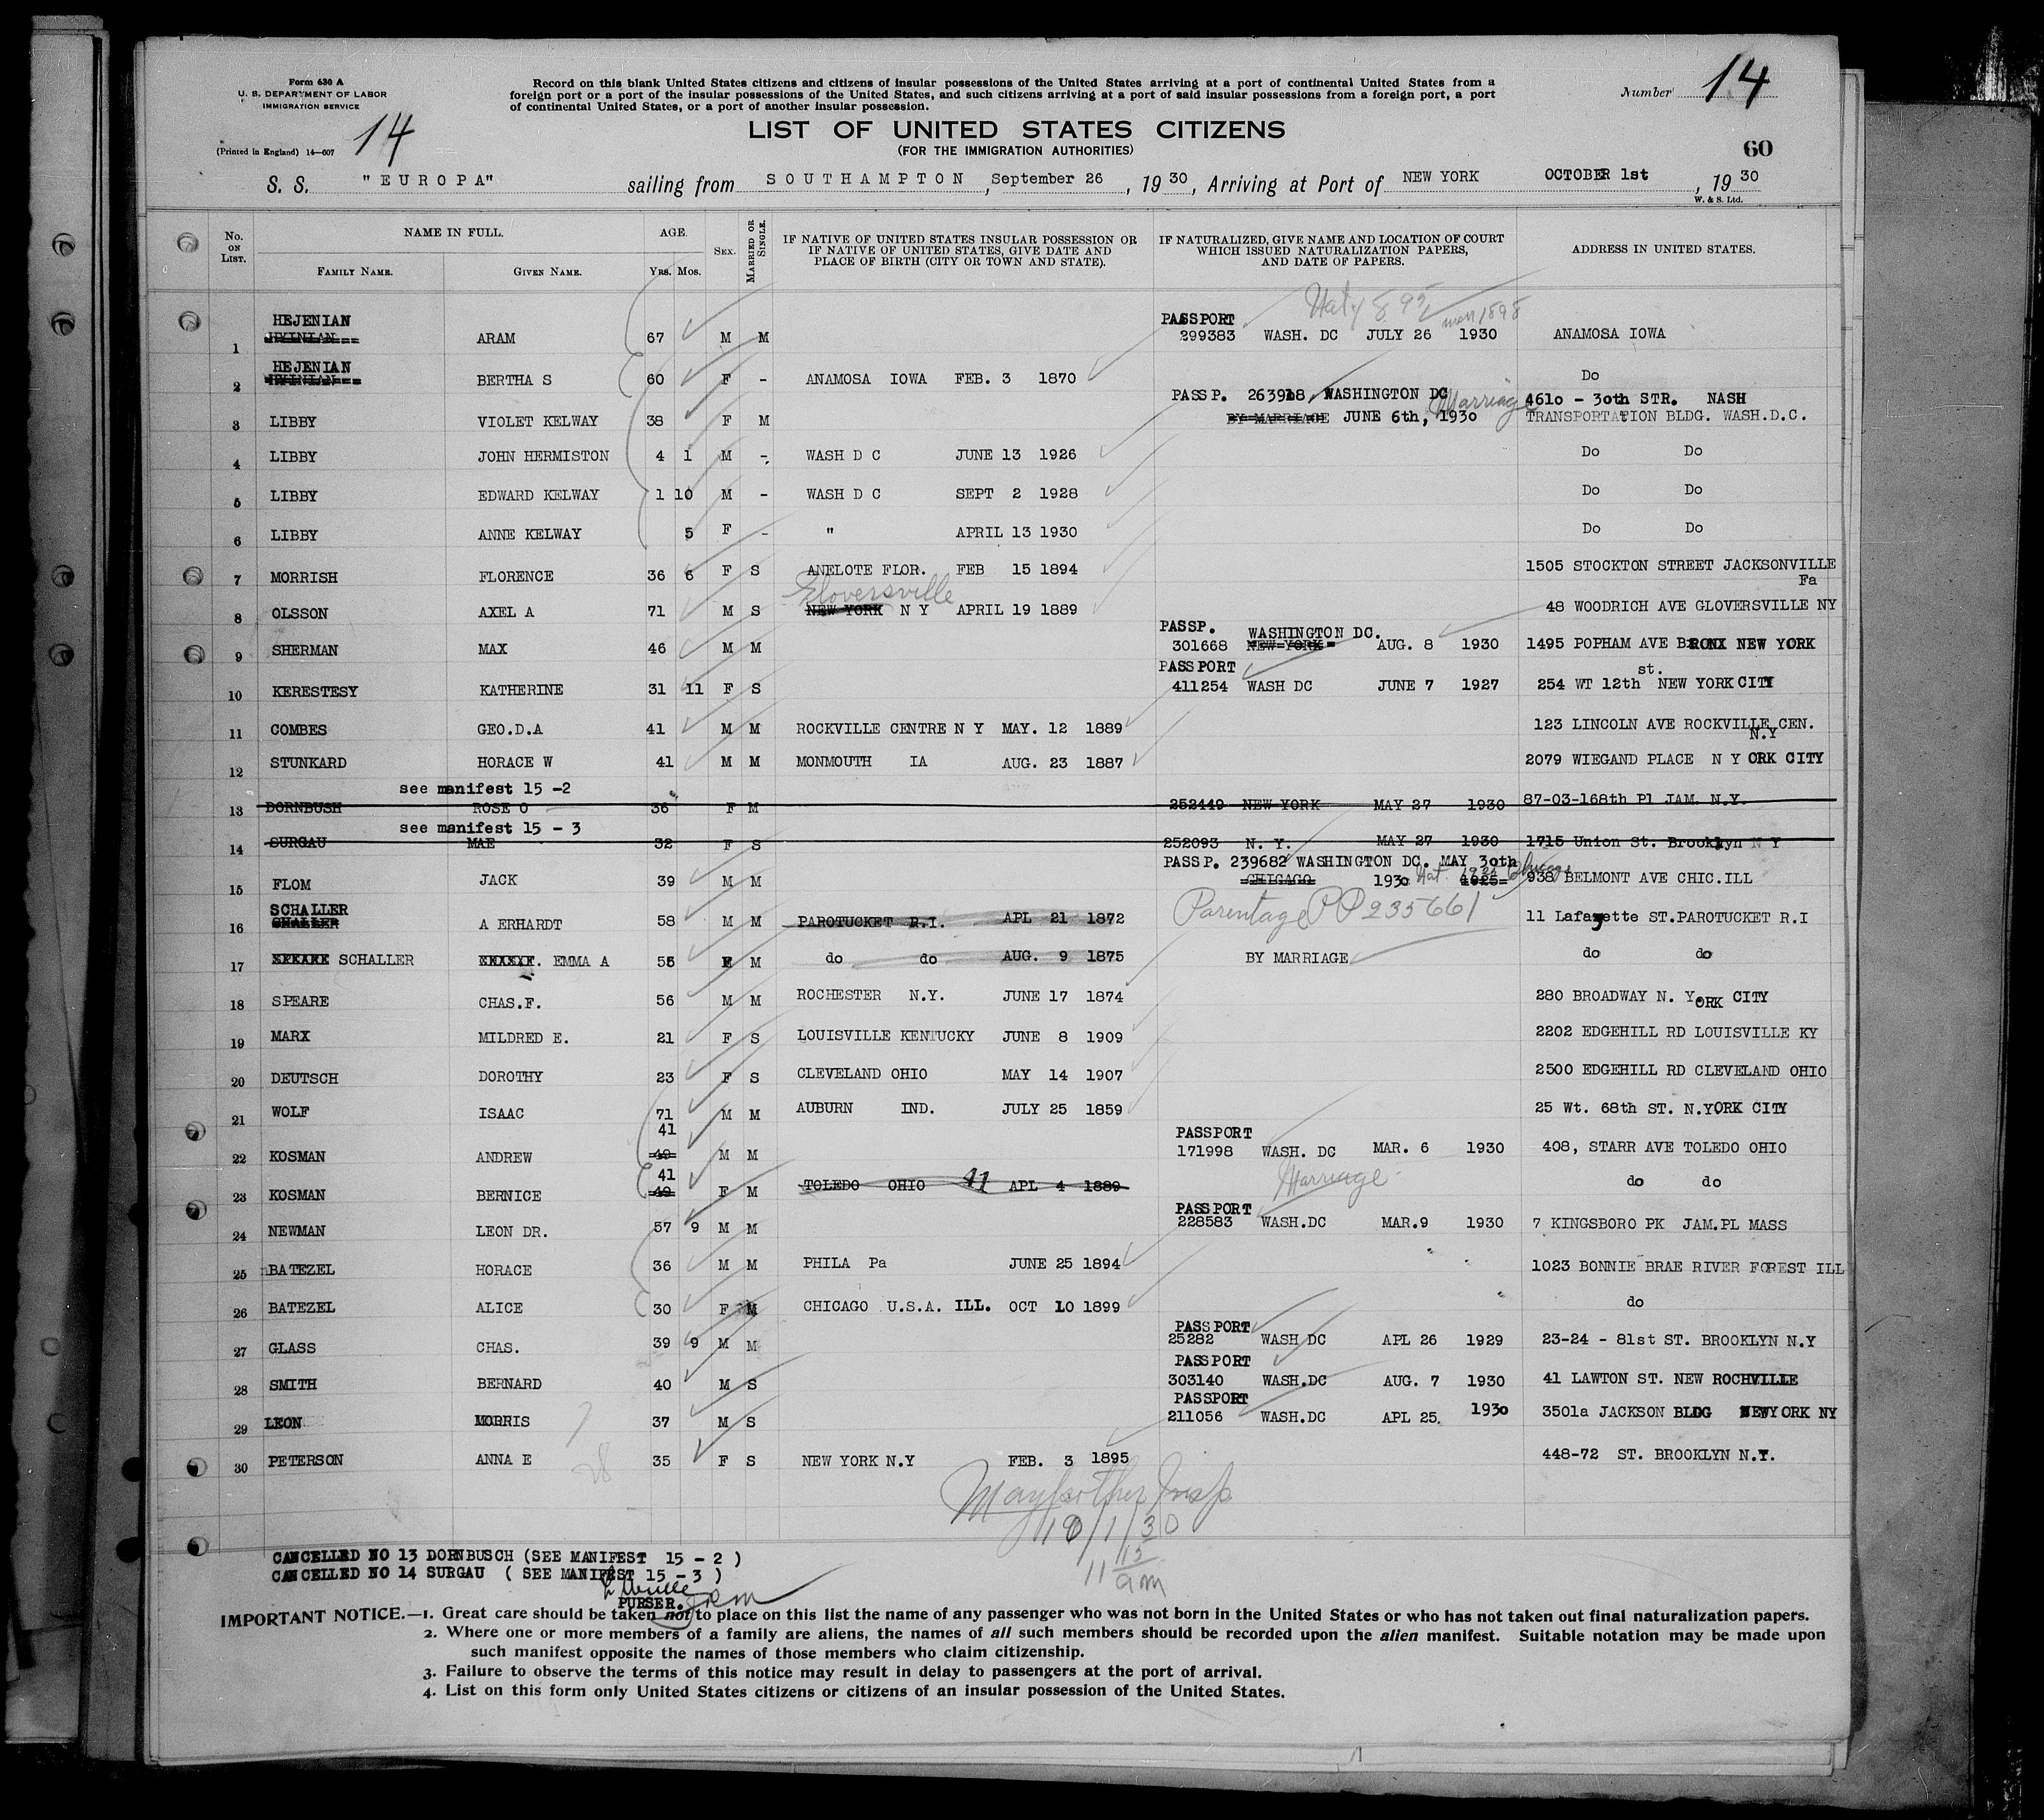 Form 630 A
U. S. DEPARTMENT OF LABOR
IMMIGRATION SERVICE
(Printed in England) 14—607
14
Record on this blank United States citizens and citizens of insular possessions of the United States arriving at a port of continental United States from a
foreign port or a port of the insular possessions of the United States, and such citizens arriving at a port of said insular possessions from a foreign port, a port
of continental United States, or a port of another insular possession.
Number 14
LIST OF UNITED STATES CITIZENS
(FOR THE IMMIGRATION AUTHORITIES)
60
S. S. "EUROPA" sailing from SOUTHAMPTON, September 26, 1930, Arriving at Port of NEW YORK OCTOBER 1st, 1930
W. & S. Ltd.
No. ON LIST. NAME IN FULL. FAMILY NAME. GIVEN NAME. AGE. YRS. MOS. SEX. MARRIED OR SINGLE. IF NATIVE OF UNITED STATES INSULAR POSSESSION OR IF NATIVE OF UNITED STATES, GIVE DATE AND PLACE OF BIRTH (CITY OR TOWN AND STATE). IF NATURALIZED, GIVE NAME AND LOCATION OF COURT WHICH ISSUED NATURALIZATION PAPERS, AND DATE OF PAPERS. ADDRESS IN UNITED STATES.
HEJENIAN PASSPORT
1 ARAM 67 M M 299383 WASH. DC JULY 26 1930 ANAMOSA IOWA
HEJENIAN
2 BERTHA S 60 F - ANAMOSA IOWA FEB. 3 1870 Do
PASSP. 263918, WASHINGTON DC Marriage 4610 - 30th STR. NASH
3 LIBBY VIOLET KELWAY 38 F M BY MARRIAGE JUNE 6th, 1930 TRANSPORTATION BLDG. WASH.D.C.
4 LIBBY JOHN HERMISTON 4 1 M - WASH D C JUNE 13 1926 Do Do
5 LIBBY EDWARD KELWAY 1 10 M - WASH D C SEPT 2 1928 Do Do
6 LIBBY ANNE KELWAY 5 F - " APRIL 13 1930 Do Do
7 MORRISH FLORENCE 36 6 F S ANELOTE FLOR. FEB 15 1894 1505 STOCKTON STREET JACKSONVILLE Fa
Gloversville
8 OLSSON AXEL A 71 M S NEW YORK N Y APRIL 19 1889 48 WOODRICH AVE GLOVERSVILLE NY
PASSP. WASHINGTON DC.
9 SHERMAN MAX 46 M M 301668 NEW YORK AUG. 8 1930 1495 POPHAM AVE BRONX NEW YORK
PASSPORT st.
10 KERESTESY KATHERINE 31 11 F S 411254 WASH DC JUNE 7 1927 254 WT 12th NEW YORK CITY
11 COMBES GEO.D.A 41 M M ROCKVILLE CENTRE N Y MAY. 12 1889 123 LINCOLN AVE ROCKVILLE CEN. N.Y
12 STUNKARD HORACE W 41 M M MONMOUTH IA AUG. 23 1887 2079 WIEGAND PLACE N YORK CITY
see manifest 15 -2
13 DORNBUSH ROSE O 36 F M 252449 NEW YORK MAY 27 1930 87-03-168th Pl JAM. N.Y.
see manifest 15 - 3
14 SURGAU MAE 32 F S 252093 N. Y. MAY 27 1930 1715 Union St. Brooklyn N Y
PASSP. 239682 WASHINGTON DC. MAY 30th
15 FLOM JACK 39 M M CHICAGO 1930 Nat. 1925 Chicago 938 BELMONT AVE CHIC.ILL
SCHALLER
16 SHALLER A ERHARDT 58 M M PAROTUCKET R.I. APL 21 1872 Parentage PP 235661 11 Lafayette ST.PAROTUCKET R.I
17 SCHALLER EMMA A 55 F M do do AUG. 9 1875 BY MARRIAGE do do
18 SPEARE CHAS.F. 56 M M ROCHESTER N.Y. JUNE 17 1874 280 BROADWAY N. YORK CITY
19 MARX MILDRED E. 21 F S LOUISVILLE KENTUCKY JUNE 8 1909 2202 EDGEHILL RD LOUISVILLE KY
20 DEUTSCH DOROTHY 23 F S CLEVELAND OHIO MAY 14 1907 2500 EDGEHILL RD CLEVELAND OHIO
21 WOLF ISAAC 71 M M AUBURN IND. JULY 25 1859 25 Wt. 68th ST. N.YORK CITY
41 PASSPORT
22 KOSMAN ANDREW 40 M M 171998 WASH. DC MAR. 6 1930 408, STARR AVE TOLEDO OHIO
41 Marriage
23 KOSMAN BERNICE 40 F M TOLEDO OHIO 41 APL 4 1889 do do
PASSPORT
24 NEWMAN LEON DR. 57 9 M M 228583 WASH.DC MAR.9 1930 7 KINGSBORO PK JAM.PL MASS
25 BATEZEL HORACE 36 M M PHILA Pa JUNE 25 1894 1023 BONNIE BRAE RIVER FOREST ILL
26 BATEZEL ALICE 30 F M CHICAGO U.S.A. ILL. OCT 10 1899 do
PASSPORT
27 GLASS CHAS. 39 9 M M 25282 WASH DC APL 26 1929 23-24 - 81st ST. BROOKLYN N.Y
PASSPORT
28 SMITH BERNARD 40 M S 303140 WASH.DC AUG. 7 1930 41 LAWTON ST. NEW ROCHVILLE
PASSPORT
29 LEON MORRIS 37 M S 211056 WASH.DC APL 25. 1930 3501a JACKSON BLDG NEWYORK NY
30 PETERSON ANNA E 35 F S NEW YORK N.Y FEB. 3 1895 448-72 ST. BROOKLYN N.Y.
28
10/1/30
11 15 am
CANCELLED NO 13 DORNBUSCH (SEE MANIFEST 15 - 2 )
CANCELLED NO 14 SURGAU ( SEE MANIFEST 15 - 3 )
PURSER.
IMPORTANT NOTICE.—1. Great care should be taken not to place on this list the name of any passenger who was not born in the United States or who has not taken out final naturalization papers.
2. Where one or more members of a family are aliens, the names of all such members should be recorded upon the alien manifest. Suitable notation may be made upon
such manifest opposite the names of those members who claim citizenship.
3. Failure to observe the terms of this notice may result in delay to passengers at the port of arrival.
4. List on this form only United States citizens or citizens of an insular possession of the United States.